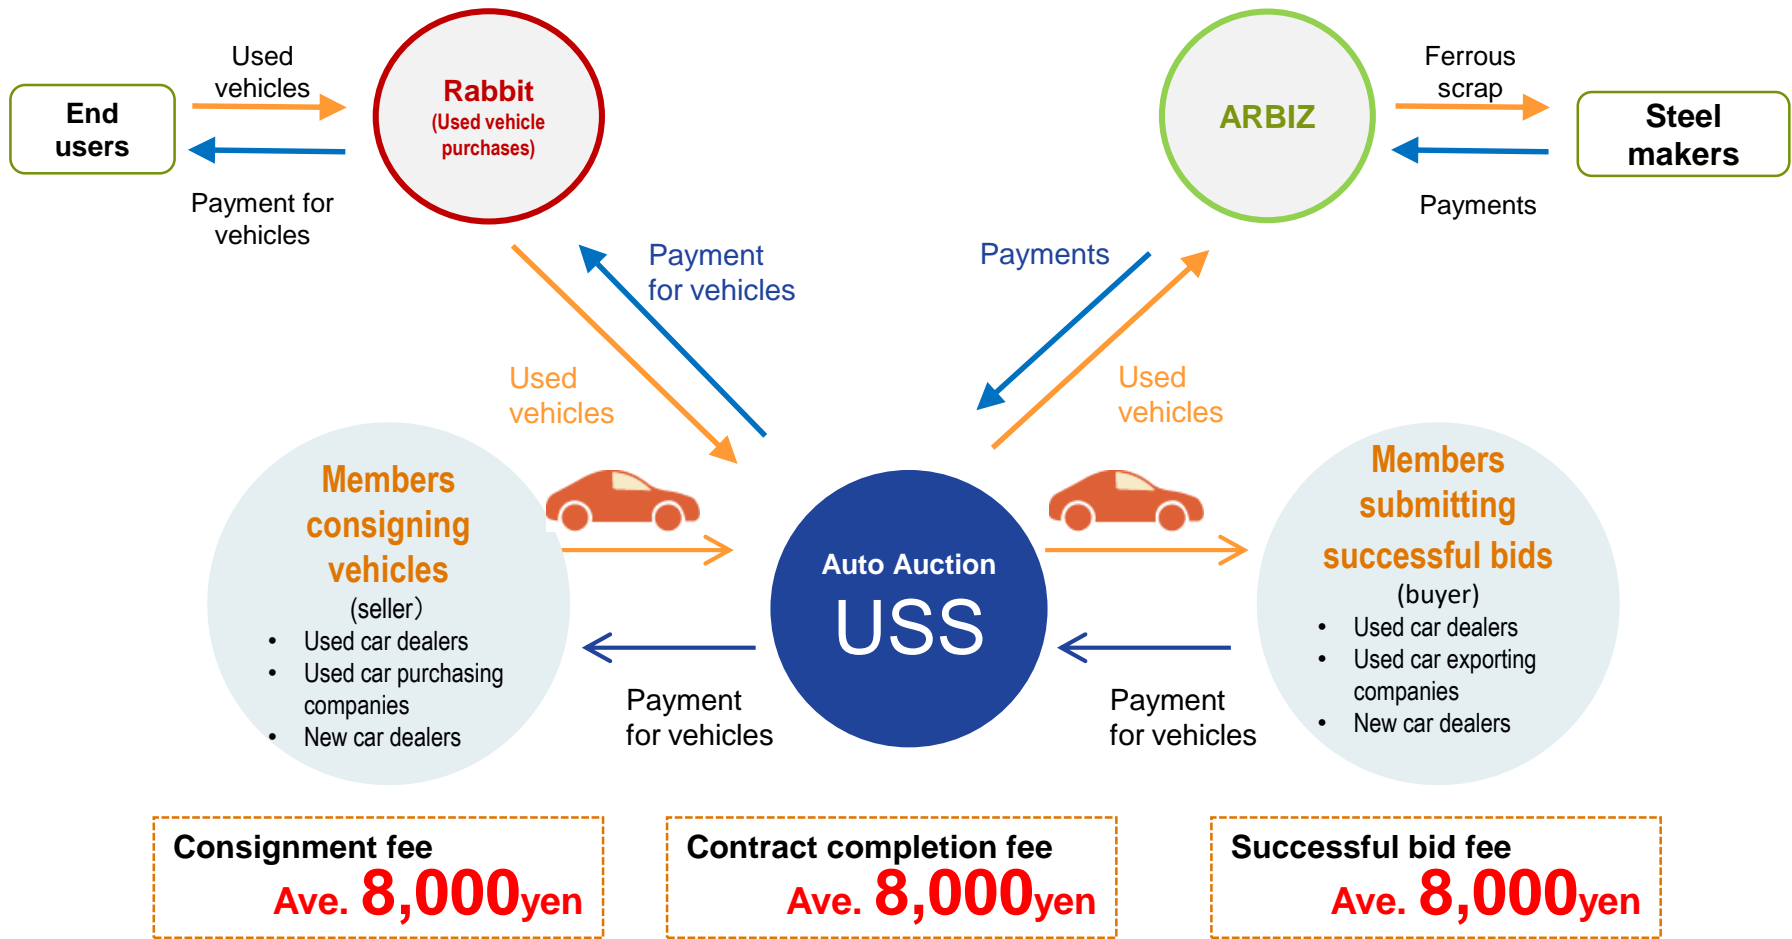 End
users
Used
vehicles
Payment for
vehicles
Rabbit
(Used vehicle
purchases)
ARBIZ
Ferrous
scrap
Payments
Steel
makers
Payment
for vehicles
Used
vehicles
Payments
Used
vehicles
Members
consigning
vehicles
(seller）
• Used car dealers
• Used car purchasing
companies
• New car dealers
Payment
for vehicles
Auto Auction
USS
Payment
for vehicles
Members
submitting
successful bids
(buyer)
• Used car dealers
• Used car exporting
companies
• New car dealers
Consignment fee
Ave. 8,000yen
Contract completion fee
Ave. 8,000yen
Successful bid fee
Ave. 8,000yen